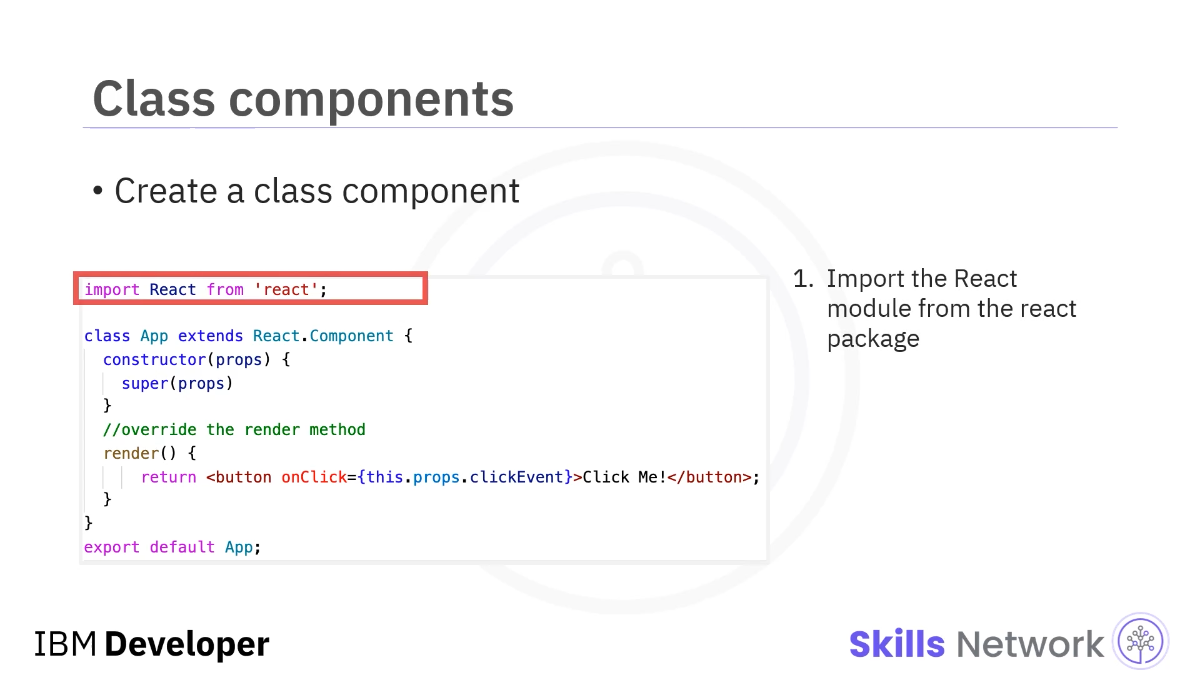 Class components
• Create a class component
import React from 'react';
class App extends React.Component {
constructor(props) {
super(props)
}
//override the render method
render() {
return <button onClick={this.props.clickEvent}>Click Me!</button>;
}
}
export default App;
1. Import the React
module from the react
package
IBM Developer
Skills Network